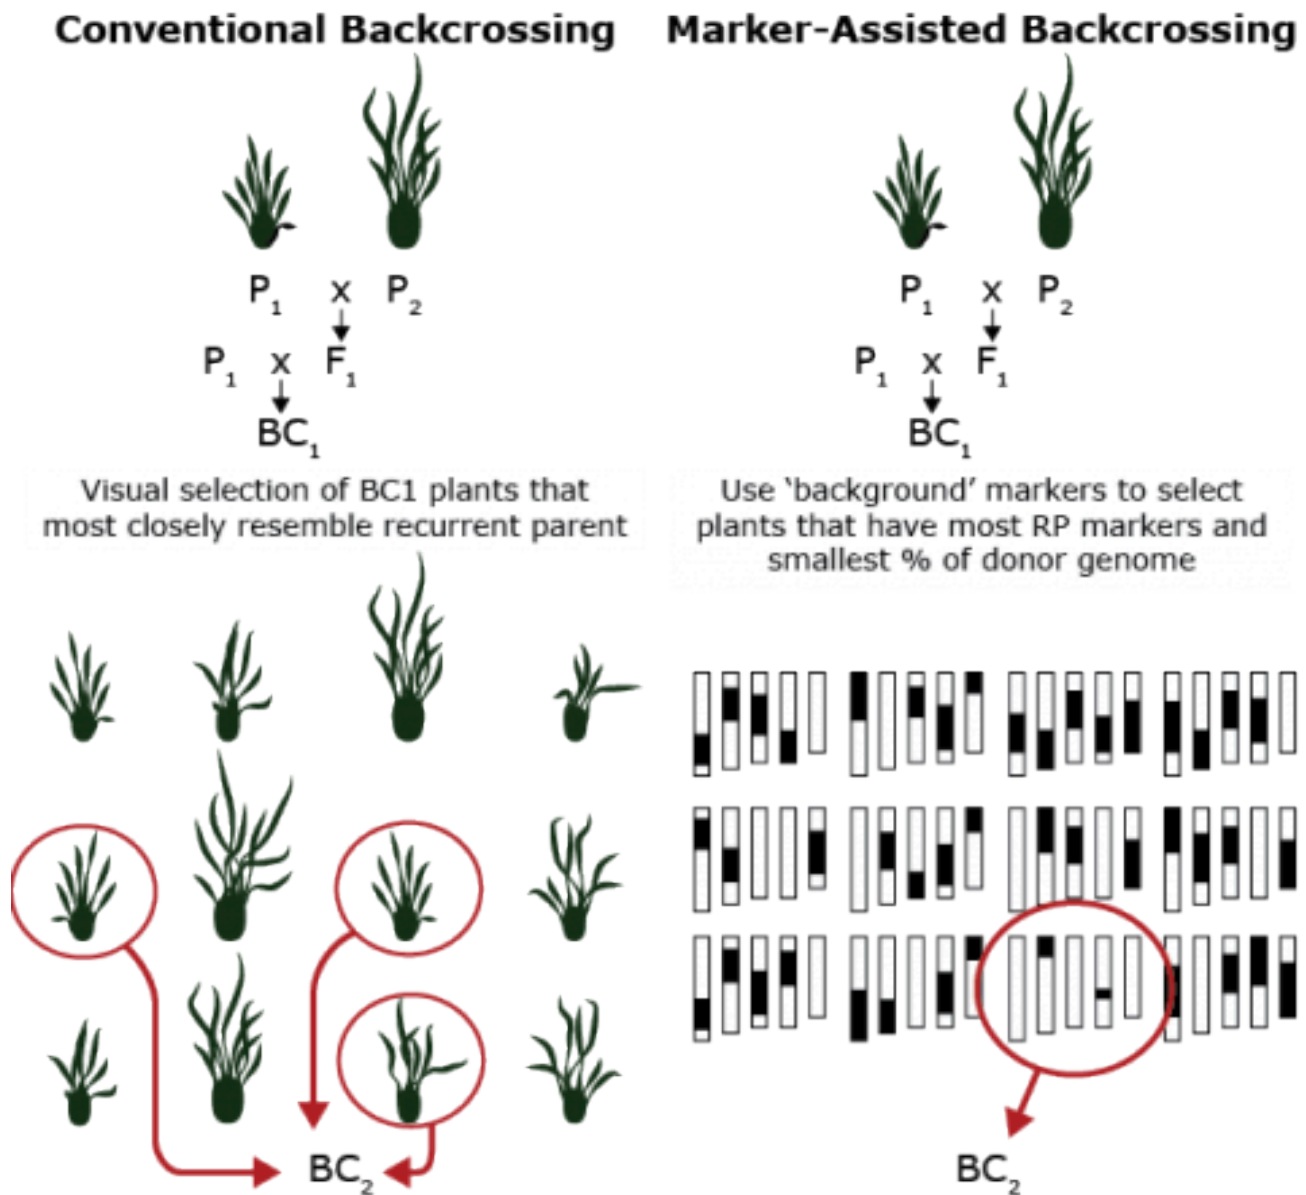 Conventional Backcrossing
P₁ x P₂
P₁ x F₁
BC₁
Visual selection of BC1 plants that
most closely resemble recurrent parent
BC₂
Marker-Assisted Backcrossing
P₁ x P₂
P₁ x F₁
BC₁
Use ‘background’ markers to select
plants that have most RP markers and
smallest % of donor genome
BC₂